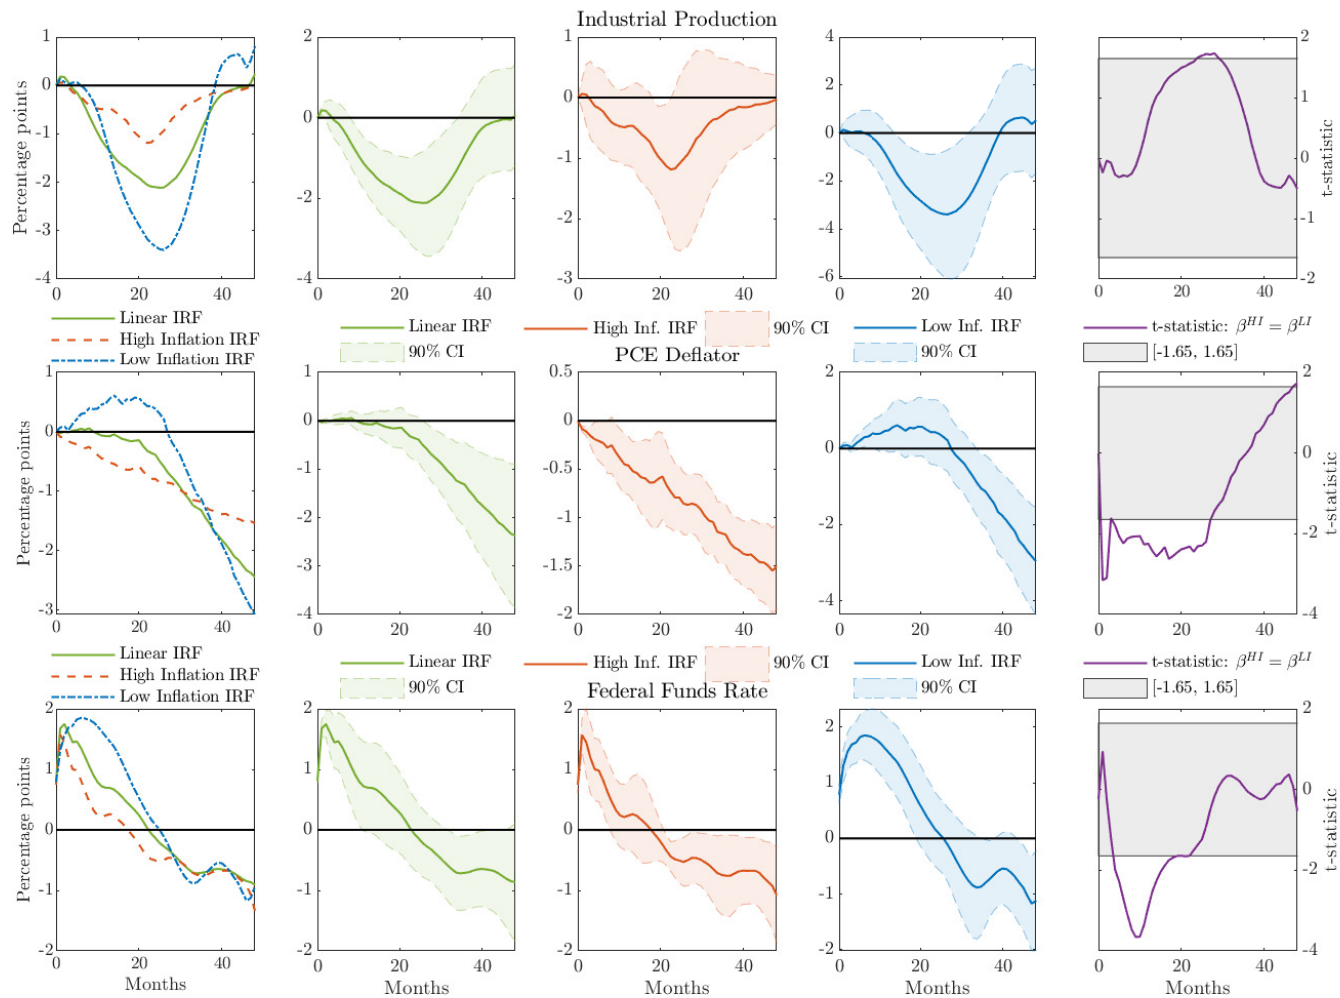 Industrial Production
1 2 1 4 2
0 0 0 2 1
-1 -2 -1 0 0
-2 -4 -2 -2 -1
-3 -3 -4
-4 -6
Percentage points
t-statistic
0 20 40 0 20 40 0 20 40 0 20 40 0 20 40
Linear IRF Linear IRF High Inf. IRF 90% CI Low Inf. IRF t-statistic: β^HI = β^LI
High Inflation IRF 90% CI 90% CI [-1.65, 1.65]
Low Inflation IRF
PCE Deflator
1 1 0.5 2 2
0 0 0 0 0
-1 -1 -0.5 -2 -2
-2 -2 -1 -4 -4
-3 -3 -1.5
-4 -2
Percentage points
t-statistic
0 20 40 0 20 40 0 20 40 0 20 40 0 20 40
Linear IRF Linear IRF High Inf. IRF 90% CI Low Inf. IRF t-statistic: β^HI = β^LI
High Inflation IRF 90% CI 90% CI [-1.65, 1.65]
Low Inflation IRF
Federal Funds Rate
2 2 2 2 2
1 1 1 1 0
0 0 0 0 -2
-1 -1 -1 -1 -4
-2 -2 -2 -2
Percentage points
t-statistic
0 20 40 0 20 40 0 20 40 0 20 40 0 20 40
Months Months Months Months Months